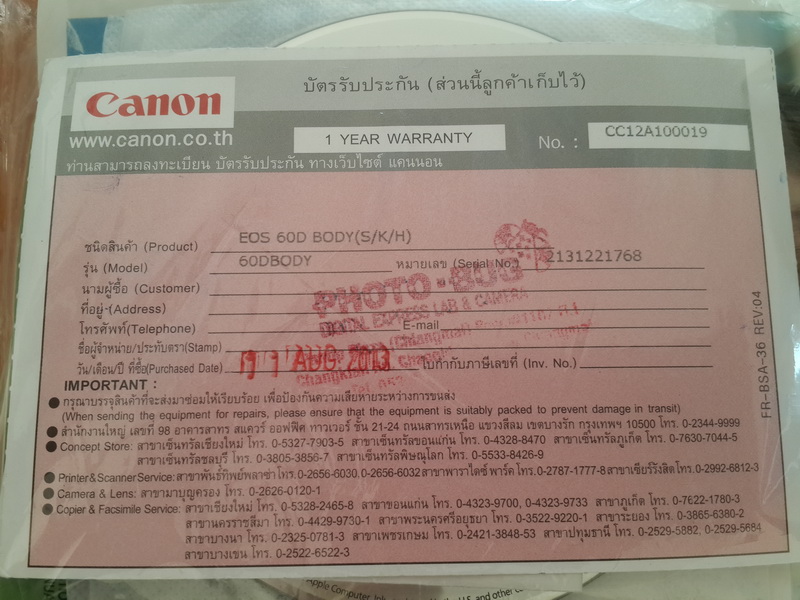 บัตรรับประกัน (ส่วนนี้ลูกค้าเก็บไว้)
Canon
www.canon.co.th
1 YEAR WARRANTY
No. : CC12A100019
ท่านสามารถลงทะเบียน บัตรรับประกัน ทางเว็บไซต์ แคนนอน
ชนิดสินค้า (Product) EOS 60D BODY(S/K/H)
รุ่น (Model) 60DBODY หมายเลข (Serial No.) 2131221768
นามผู้ซื้อ (Customer)
ที่อยู่ (Address)
โทรศัพท์(Telephone) E-mail
ชื่อผู้จำหน่าย/ประทับตรา(Stamp)
วัน/เดือน/ปี ที่ซื้อ(Purchased Date) AUG. 2013 ใบกำกับภาษีเลขที่ (Inv. No.)
PHOTO-BUG
DIGITAL EXPRESS LAB & CAMERA
IMPORTANT :
กรุณาบรรจุสินค้าที่จะส่งมาซ่อมให้เรียบร้อย เพื่อป้องกันความเสียหายระหว่างการขนส่ง
(When sending the equipment for repairs, please ensure that the equipment is suitably packed to prevent damage in transit)
สำนักงานใหญ่ เลขที่ 98 อาคารสาทร สแควร์ ออฟฟิศ ทาวเวอร์ ชั้น 21-24 ถนนสาทรเหนือ แขวงสีลม เขตบางรัก กรุงเทพฯ 10500 โทร. 0-2344-9999
Concept Store: สาขาเซ็นทรัลเชียงใหม่ โทร. 0-5327-7903-5 สาขาเซ็นทรัลขอนแก่น โทร. 0-4328-8470 สาขาเซ็นทรัลภูเก็ต โทร. 0-7630-7044-5
สาขาเซ็นทรัลชลบุรี โทร. 0-3805-3856-7 สาขาเซ็นทรัลพิษณุโลก โทร. 0-5533-8426-9
Printer&Scanner Service: สาขาพันธ์ทิพย์พลาซ่า โทร. 0-2656-6030, 0-2656-6032 สาขาพาราไดซ์ พาร์ค โทร. 0-2787-1777-8 สาขาเซียร์รังสิต โทร. 0-2992-6812-3
Camera & Lens: สาขามาบุญครอง โทร. 0-2620-0120-1
Copier & Facsimile Service: สาขาเชียงใหม่ โทร. 0-5328-2465-8 สาขาขอนแก่น โทร. 0-4323-9700, 0-4323-9733 สาขาภูเก็ต โทร. 0-7622-1780-3
สาขานครราชสีมา โทร. 0-4429-9730-1 สาขาพระนครศรีอยุธยา โทร. 0-3522-9220-1 สาขาระยอง โทร. 0-3865-6380-2
สาขาบางนา โทร. 0-2325-0781-3 สาขาเพชรเกษม โทร. 0-2421-3848-53 สาขาปทุมธานี โทร. 0-2529-5882, 0-2529-5684
สาขาบางเขน โทร. 0-2522-6522-3
FR-BSA-36 REV:04
Apple Computer, Inc.